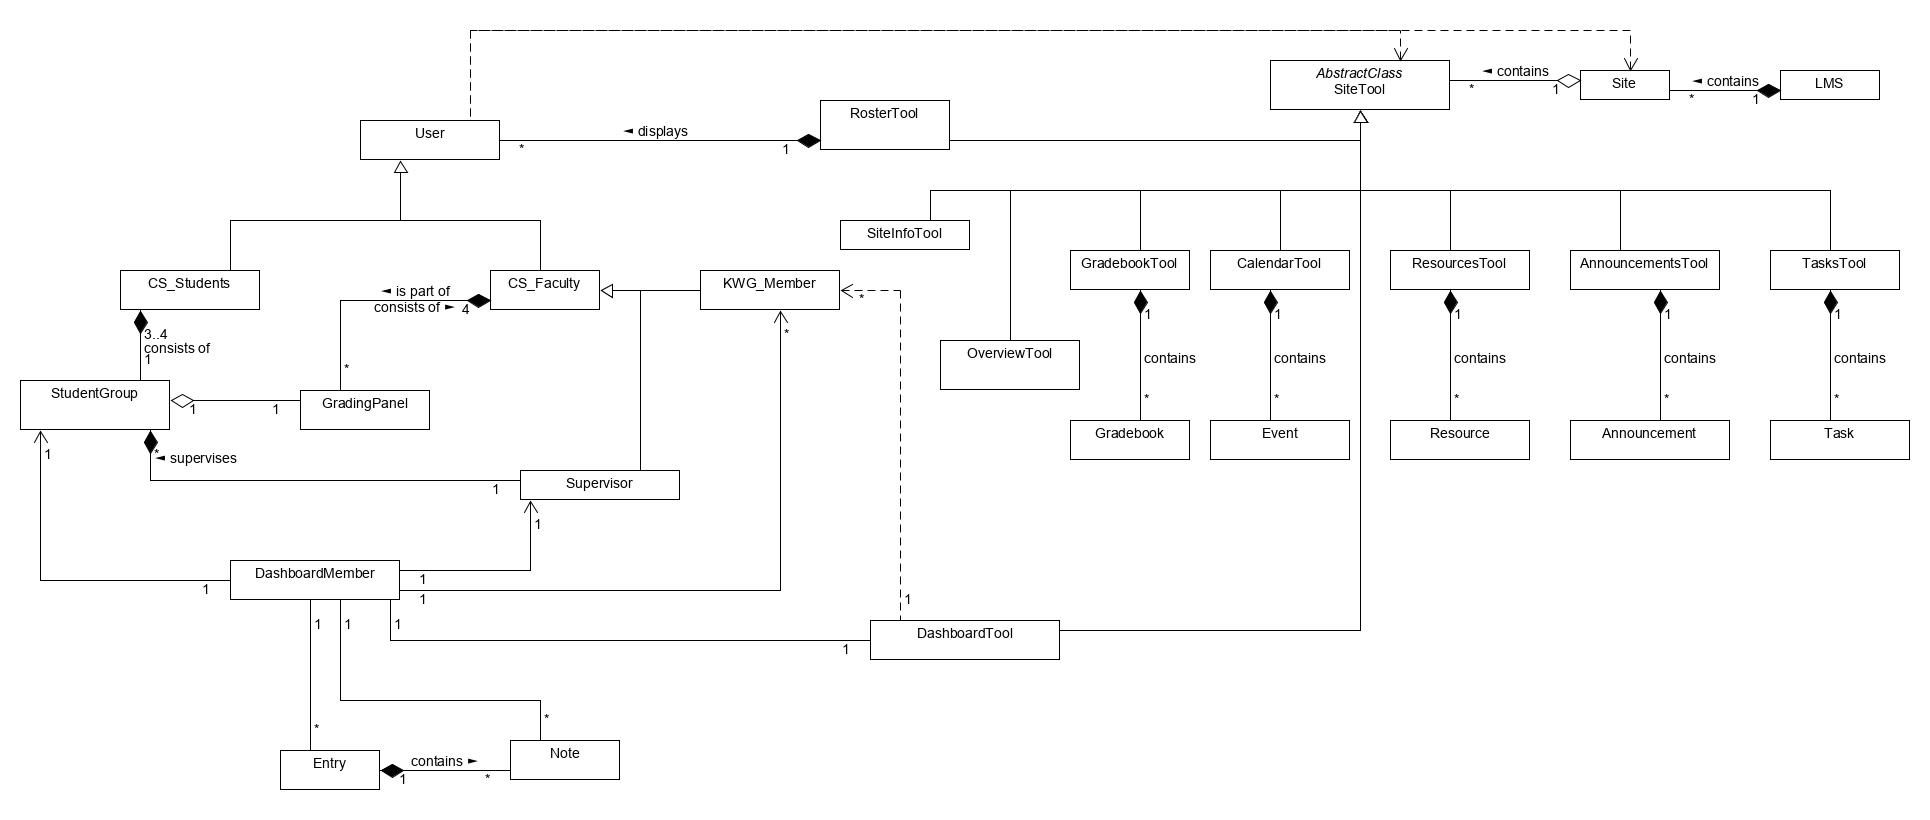 AbstractClass
SiteTool
◄ contains
*
1
Site
◄ contains
*
1
LMS
RosterTool
User
◄ displays
*
1
SiteInfoTool
GradebookTool
CalendarTool
ResourcesTool
AnnouncementsTool
TasksTool
CS_Students
CS_Faculty
KWG_Member
◄ is part of
consists of ►
4
*
*
*
3..4
consists of
1
1
1
1
1
1
OverviewTool
contains
contains
contains
contains
contains
StudentGroup
GradingPanel
*
1
1
*
*
*
*
*
Gradebook
Event
Resource
Announcement
Task
1
*
◄ supervises
Supervisor
1
1
DashboardMember
1
1
1
1
1
1
1
DashboardTool
1
*
*
Entry
contains ►
1
*
Note